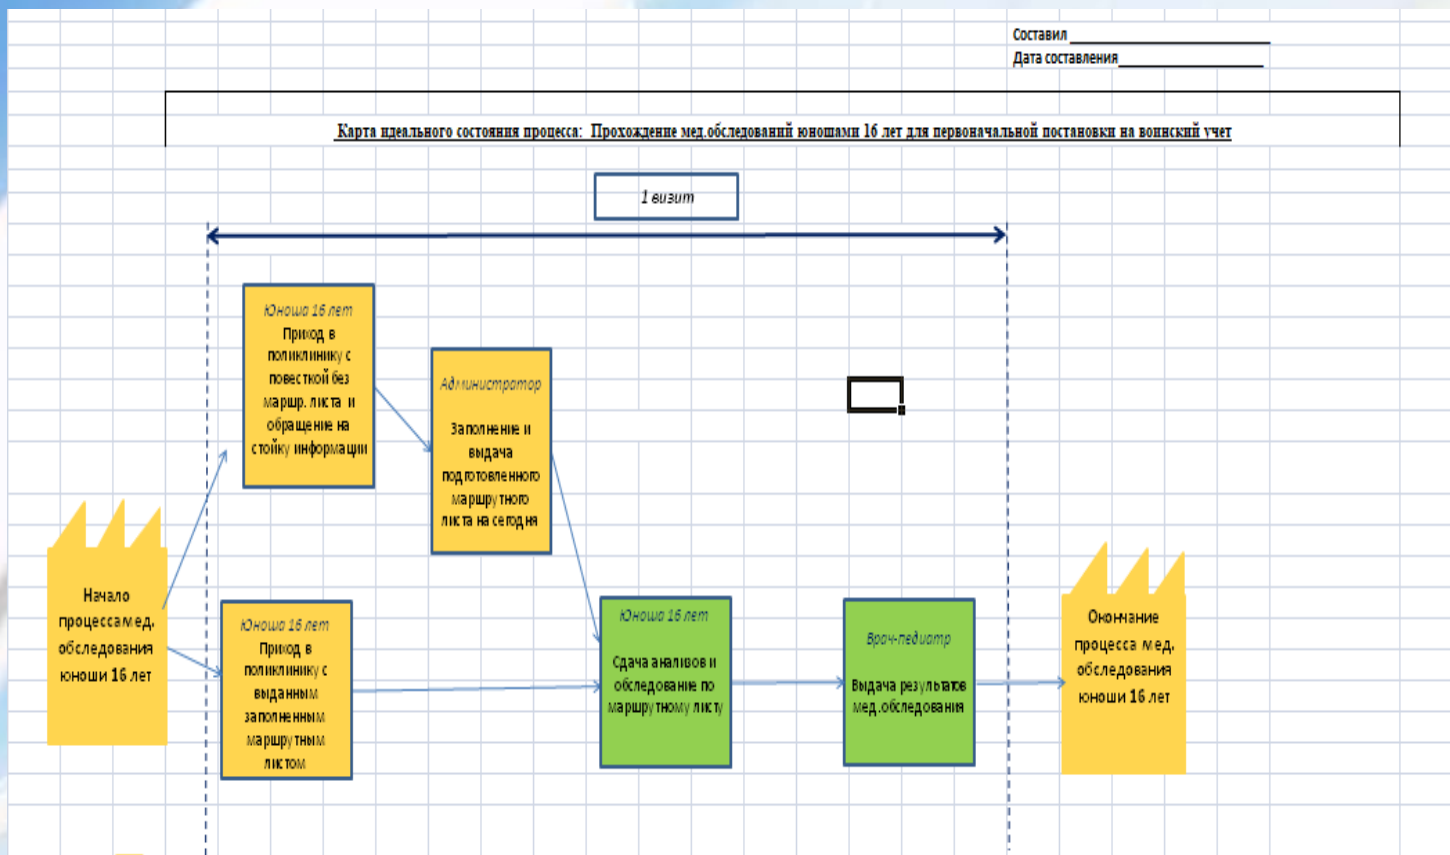 Составил
Дата составления
Карта идеального состояния процесса: Прохождение мед.обследований юношами 16 лет для первоначальной постановки на воинский учет
1 визит
Юноша 16 лет
Приход в
поликлинику с
повесткой без
маршр. листа и
обращение на
стойку информации
Администратор
Заполнение и
выдача
подготовленного
маршрутного
листа на сегодня
Начало
процесса мед.
обследования
юноши 16 лет
Юноша 16 лет
Приход в
поликлинику с
выданным
заполненным
маршрутным
листом
Юноша 16 лет
Сдача анализов и
обследование по
маршрутному листу
Врач-педиатр
Выдача результатов
мед.обследования
Окончание
процесса мед.
обследования
юноши 16 лет